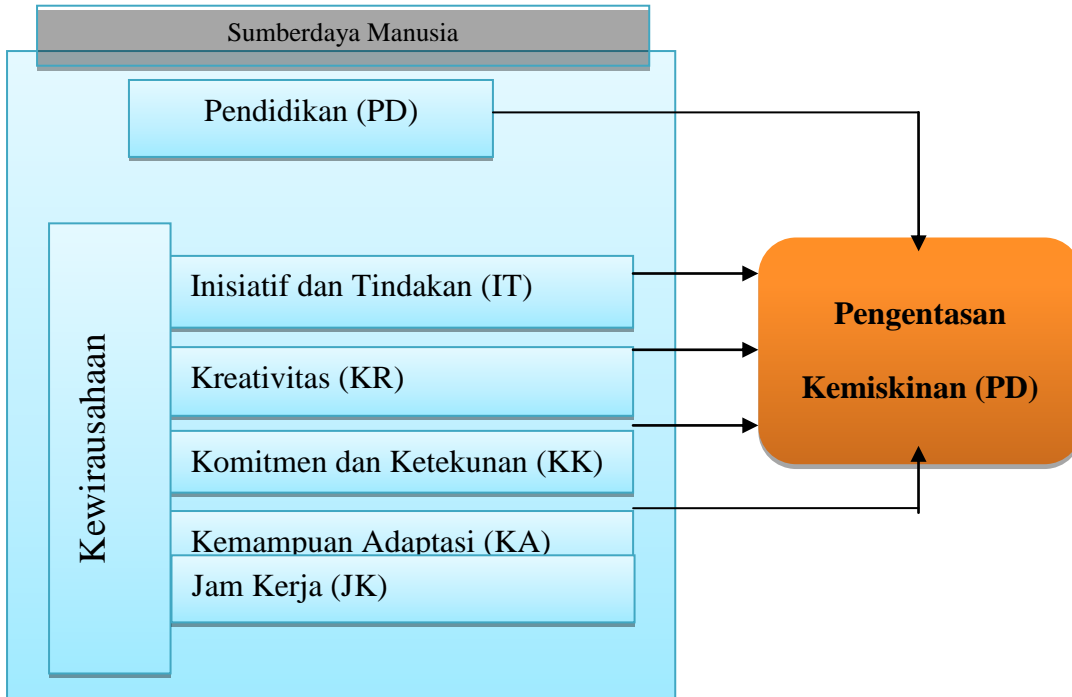 Sumberdaya Manusia
Pendidikan (PD)
Kewirausahaan
Inisiatif dan Tindakan (IT)
Kreativitas (KR)
Komitmen dan Ketekunan (KK)
Kemampuan Adaptasi (KA)
Jam Kerja (JK)
Pengentasan
Kemiskinan (PD)